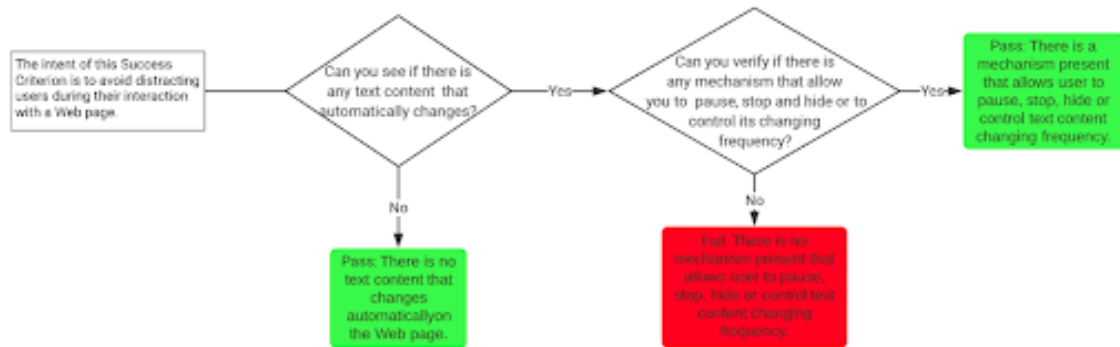 The intent of this Success
Criterion is to avoid distracting
users during their interaction
with a Web page.
Can you see if there is
any text content that
automatically changes?
Yes
No
Pass: There is no
text content that
changes
automaticallyon
the Web page.
Can you verify if there is
any mechanism that allow
you to pause, stop and hide or to
control its changing
frequency?
Yes
No
Pass: There is a
mechanism present
that allows user to
pause, stop, hide or
control text content
changing frequency.
Fail: There is no
mechanism present that
allows user to pause,
stop, hide or control text
content changing
frequency.